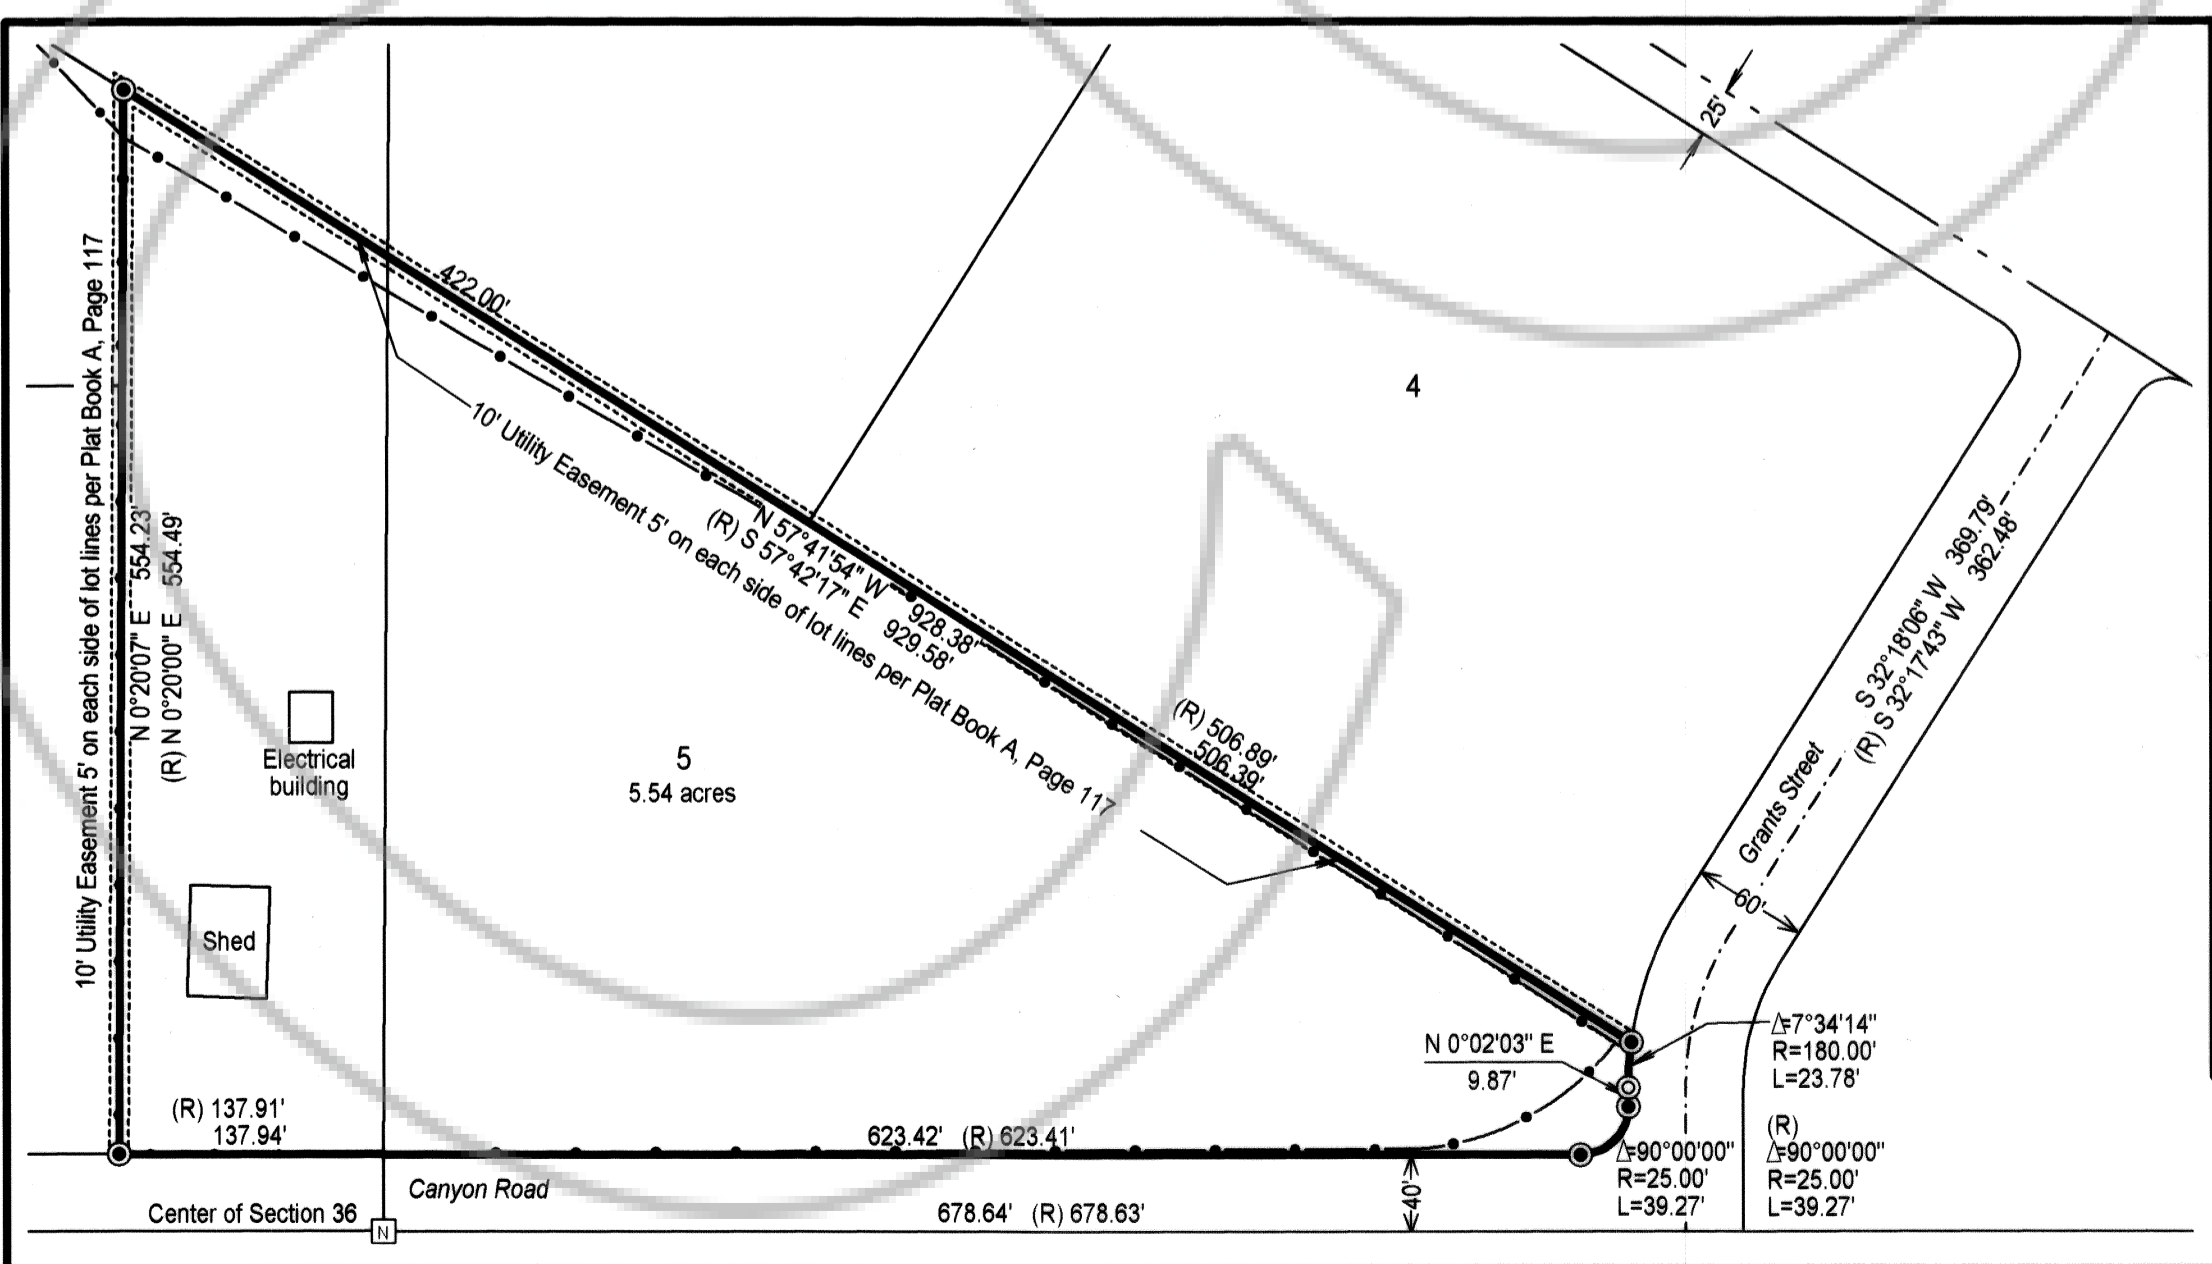 25'
422.00'
10' Utility Easement 5' on each side of lot lines per Plat Book A, Page 117
4
10' Utility Easement 5' on each side of lot lines per Plat Book A, Page 117
N 0°20'07" E 554.23'
(R) N 0°20'00" E 554.49'
N 57°41'54" W 928.38'
(R) S 57°42'17" E 929.58'
S 32°18'06" W 369.79'
(R) S 32°17'43" W 362.48'
Grants Street
60'
(R) 506.89'
506.39'
Electrical
building
5
5.54 acres
Shed
N 0°02'03" E
9.87'
Δ=7°34'14"
R=180.00'
L=23.78'
(R) 137.91'
137.94'
623.42' (R) 623.41'
Δ=90°00'00"
R=25.00'
L=39.27'
(R)
Δ=90°00'00"
R=25.00'
L=39.27'
Canyon Road
40'
Center of Section 36
N
678.64' (R) 678.63'